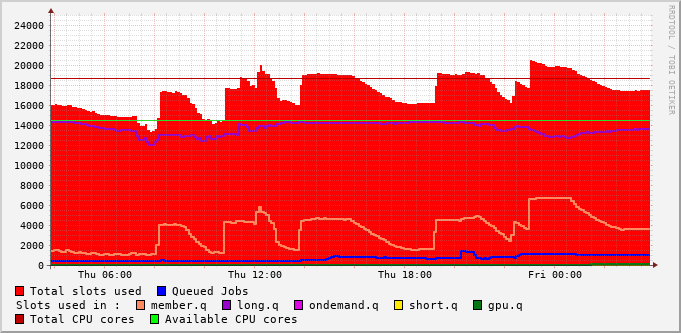 24000
22000
20000
18000
16000
14000
12000
10000
8000
6000
4000
2000
0
Thu 06:00 Thu 12:00 Thu 18:00 Fri 00:00
RRDTOOL / TOBI OETIKER
Total slots used Queued Jobs
Slots used in : member.q long.q ondemand.q short.q gpu.q
Total CPU cores Available CPU cores